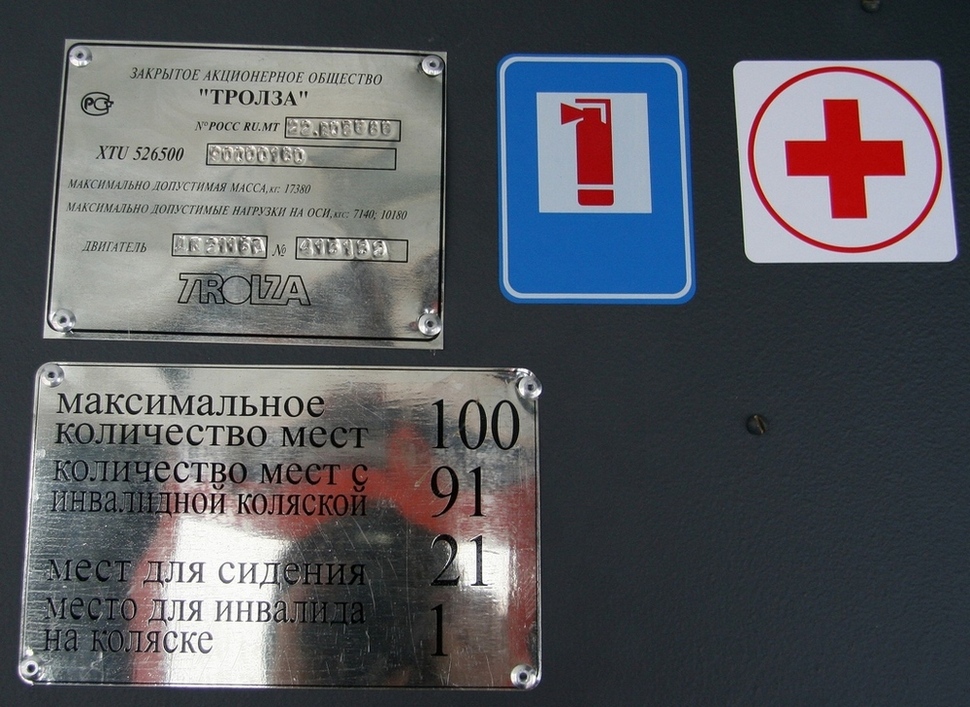 ЗАКРЫТОЕ АКЦИОНЕРНОЕ ОБЩЕСТВО
"ТРОЛЗА"
№РОСС RU.МТ
XTU 526500
МАКСИМАЛЬНО ДОПУСТИМАЯ МАССА,кг: 17380
МАКСИМАЛЬНО ДОПУСТИМЫЕ НАГРУЗКИ НА ОСИ,кгс: 7140; 10180
ДВИГАТЕЛЬ №
TROLZA
максимальное
количество мест 100
количество мест с
инвалидной коляской 91
мест для сидения 21
место для инвалида
на коляске 1